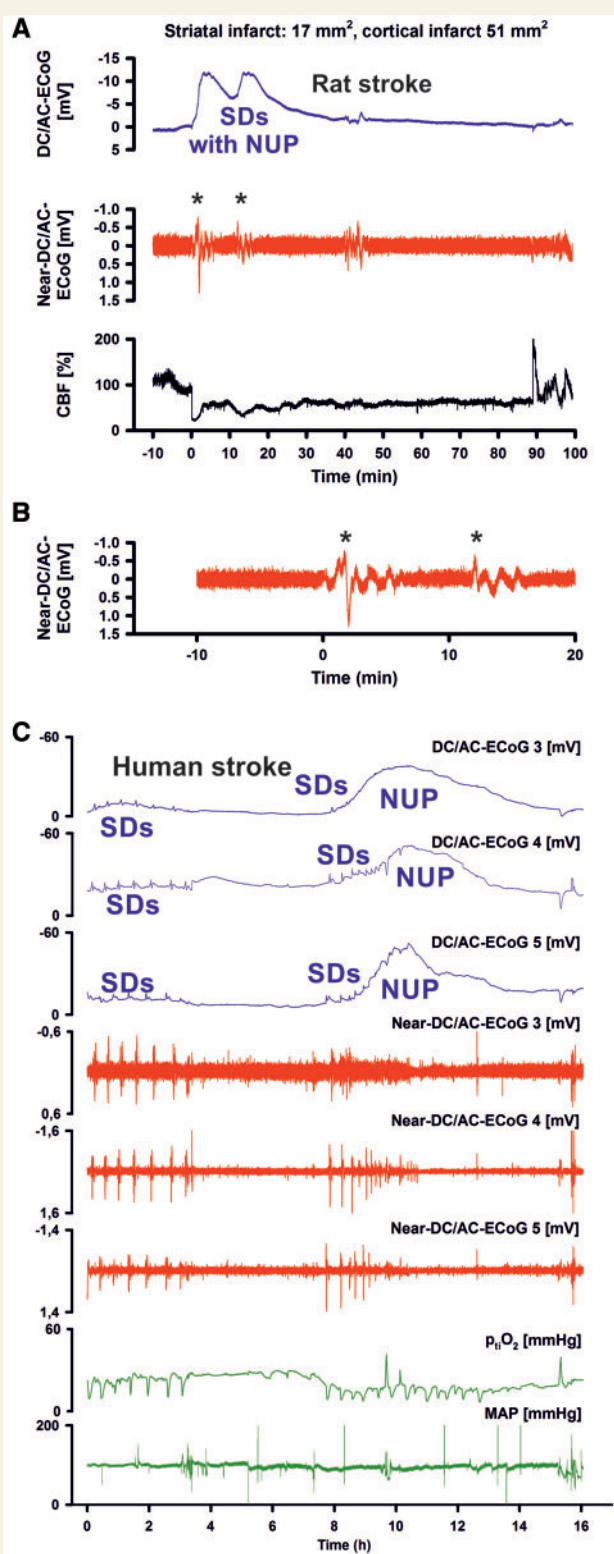 A
Striatal infarct: 17 mm², cortical infarct 51 mm²
DC/AC-ECoG
[mV]
-15
-10
-5
0
5
Rat stroke
SDs
with NUP
Near-DC/AC-
ECoG [mV]
-1.0
-0.5
0
0.5
1.0
1.5
* *
CBF [%]
200
100
0
-10 0 10 20 30 40 50 60 70 80 90 100
Time (min)
B
Near-DC/AC-
ECoG [mV]
-1.0
-0.5
0
0.5
1.0
1.5
* *
-10 0 10 20
Time (min)
C
-60
DC/AC-ECoG 3 [mV]
Human stroke
SDs
NUP
SDs
0
-60
DC/AC-ECoG 4 [mV]
SDs
NUP
SDs
0
-60
DC/AC-ECoG 5 [mV]
SDs
SDs
NUP
0
Near-DC/AC-ECoG 3 [mV]
-0,6
0,6
Near-DC/AC-ECoG 4 [mV]
-1,6
1,6
Near-DC/AC-ECoG 5 [mV]
-1,4
1,4
60
ptiO2 [mmHg]
0
MAP [mmHg]
200
100
0
0 2 4 6 8 10 12 14 16
Time (h)